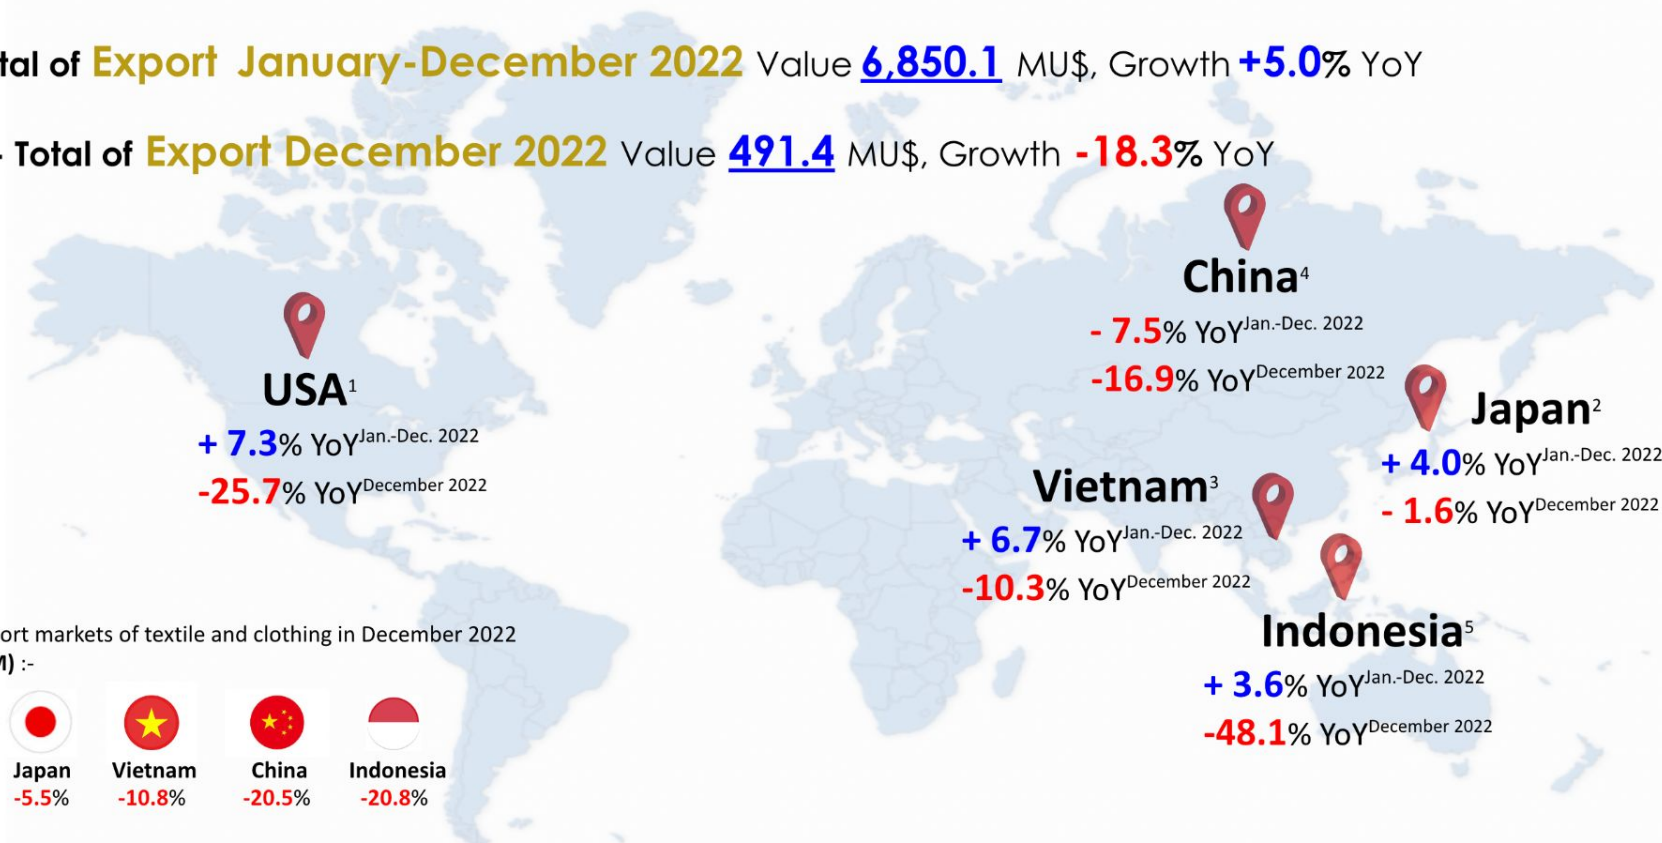 tal of Export January-December 2022 Value 6,850.1 MU$, Growth +5.0% YoY
- Total of Export December 2022 Value 491.4 MU$, Growth -18.3% YoY
China4
- 7.5% YoYJan.-Dec. 2022
-16.9% YoYDecember 2022
USA1
+ 7.3% YoYJan.-Dec. 2022
-25.7% YoYDecember 2022
Japan2
+ 4.0% YoYJan.-Dec. 2022
- 1.6% YoYDecember 2022
Vietnam3
+ 6.7% YoYJan.-Dec. 2022
-10.3% YoYDecember 2022
Indonesia5
+ 3.6% YoYJan.-Dec. 2022
-48.1% YoYDecember 2022
ort markets of textile and clothing in December 2022
M) :-
Japan Vietnam China Indonesia
-5.5% -10.8% -20.5% -20.8%